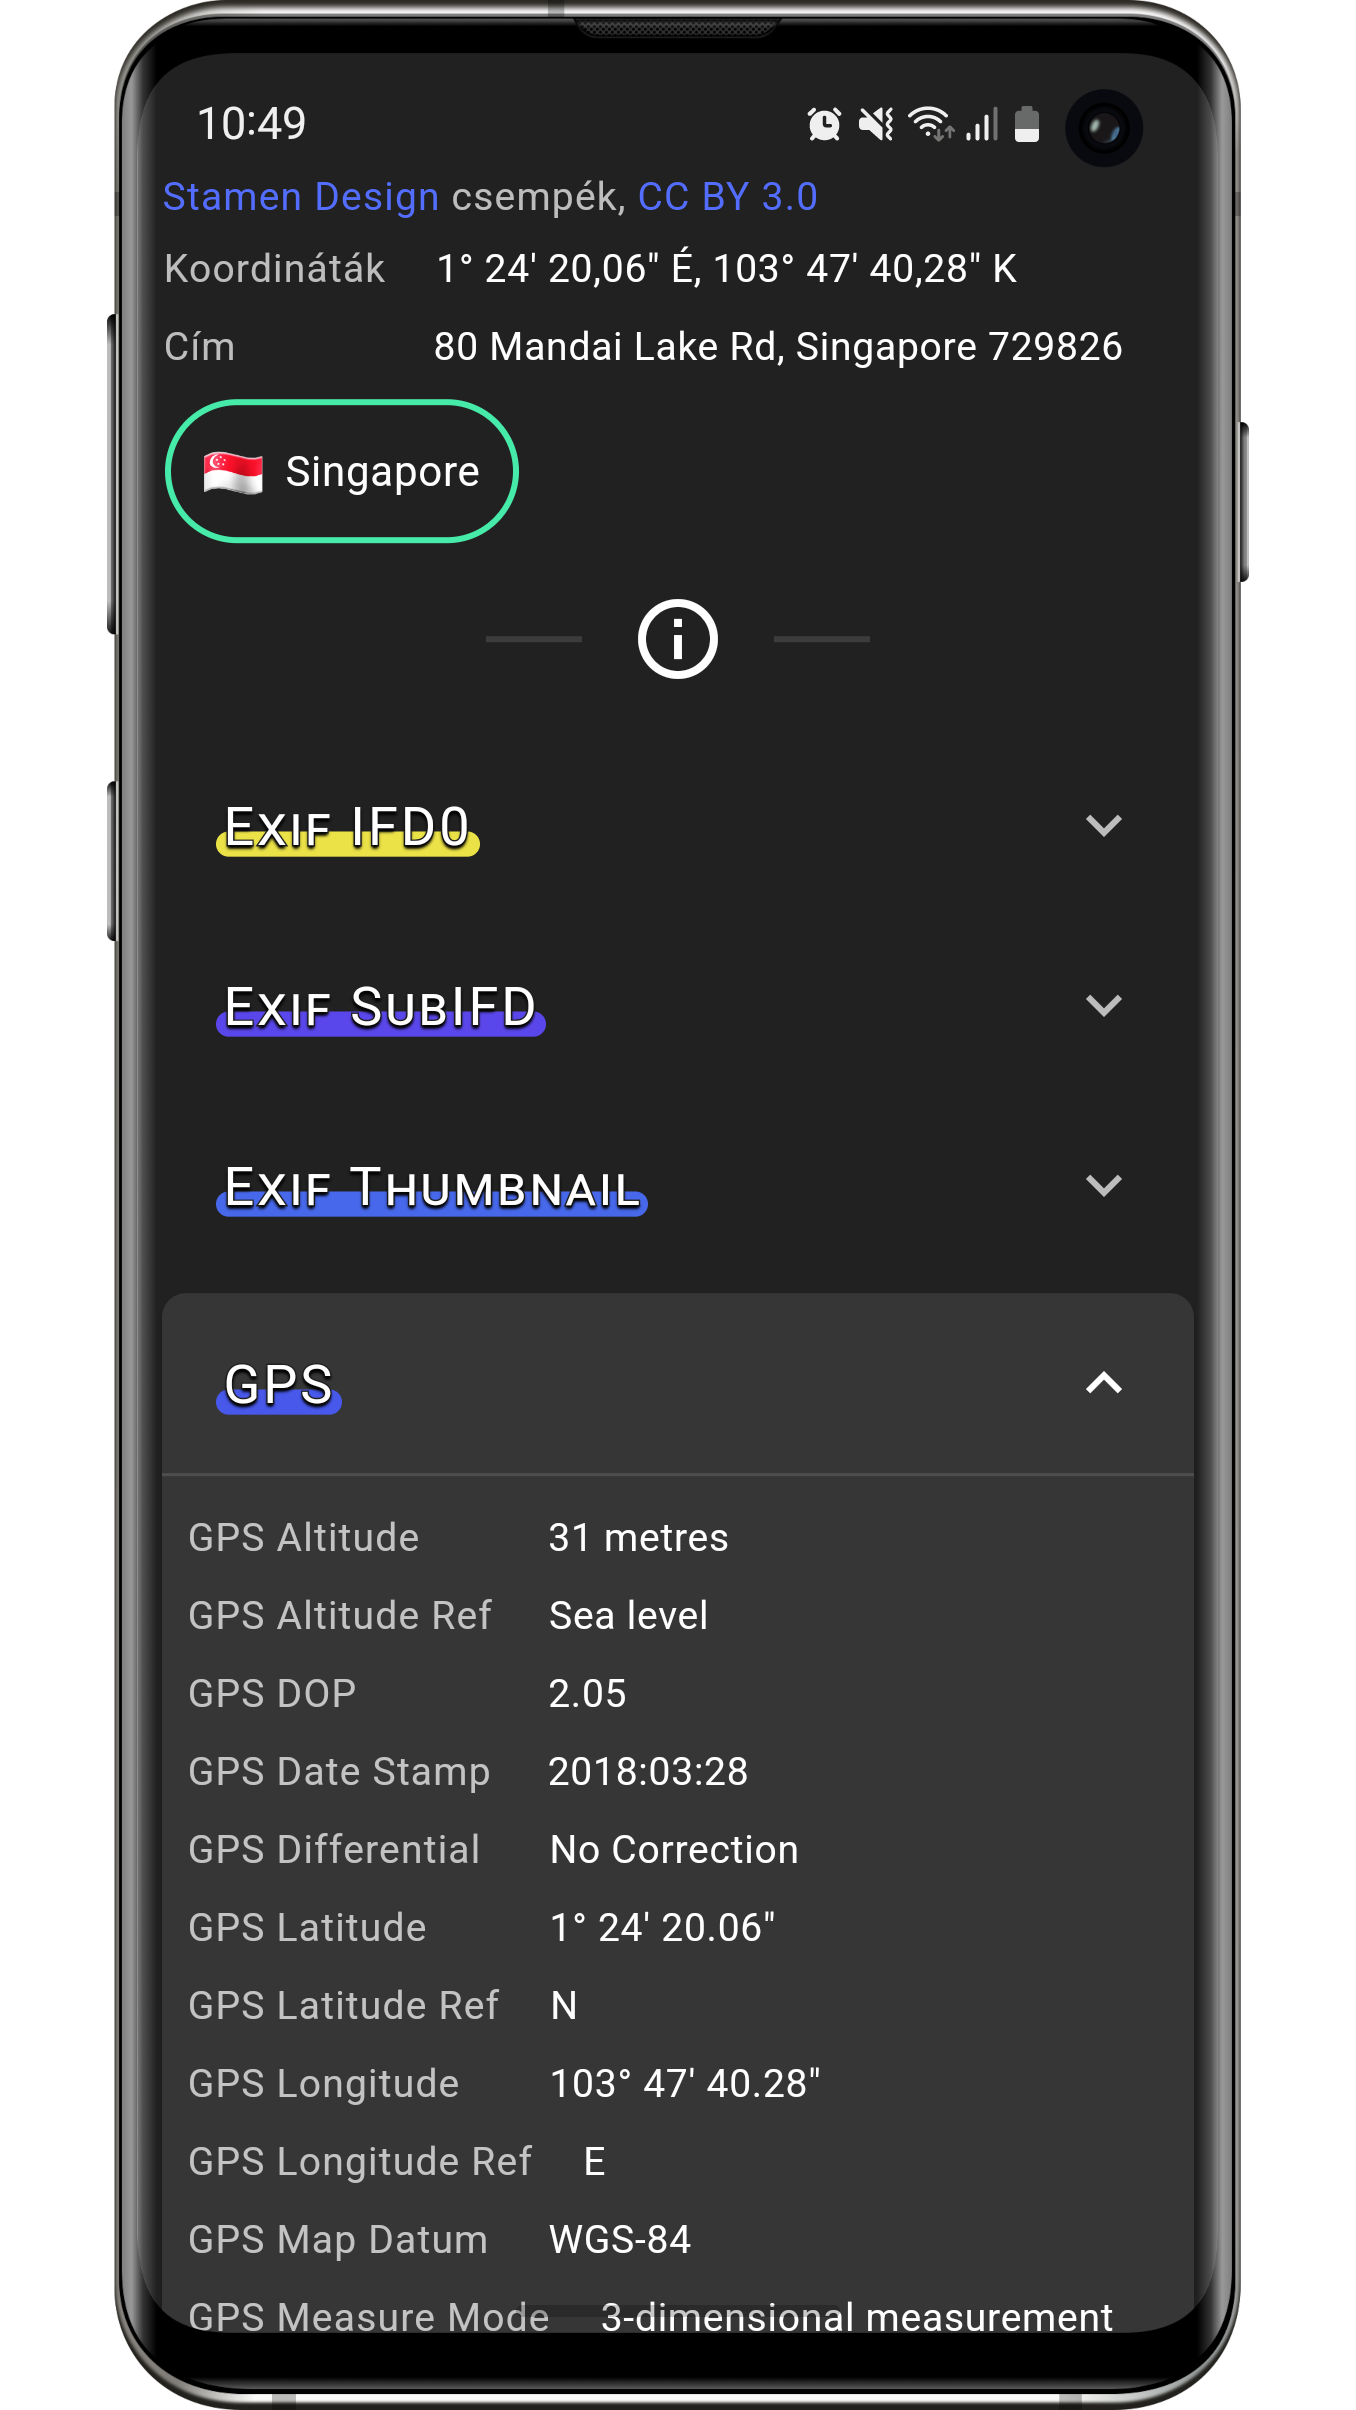 10:49
Stamen Design csempék, CC BY 3.0
Koordináták 1° 24' 20,06" É, 103° 47' 40,28" K
Cím 80 Mandai Lake Rd, Singapore 729826
Singapore
Exif IFD0
Exif SubIFD
Exif Thumbnail
GPS
GPS Altitude 31 metres
GPS Altitude Ref Sea level
GPS DOP 2.05
GPS Date Stamp 2018:03:28
GPS Differential No Correction
GPS Latitude 1° 24' 20.06"
GPS Latitude Ref N
GPS Longitude 103° 47' 40.28"
GPS Longitude Ref E
GPS Map Datum WGS-84
GPS Measure Mode 3-dimensional measurement